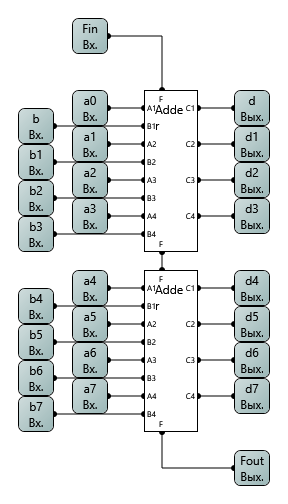 Fin
Вх.
F
a0
Вх.
A1
Adde
r
C1
d
Вых.
b
Вх.
B1
a1
Вх.
A2
C2
d1
Вых.
b1
Вх.
B2
a2
Вх.
A3
C3
d2
Вых.
b2
Вх.
B3
a3
Вх.
A4
C4
d3
Вых.
b3
Вх.
B4
F
F
a4
Вх.
A1
Adde
r
C1
d4
Вых.
b4
Вх.
B1
a5
Вх.
A2
C2
d5
Вых.
b5
Вх.
B2
a6
Вх.
A3
C3
d6
Вых.
b6
Вх.
B3
a7
Вх.
A4
C4
d7
Вых.
b7
Вх.
B4
F
Fout
Вых.